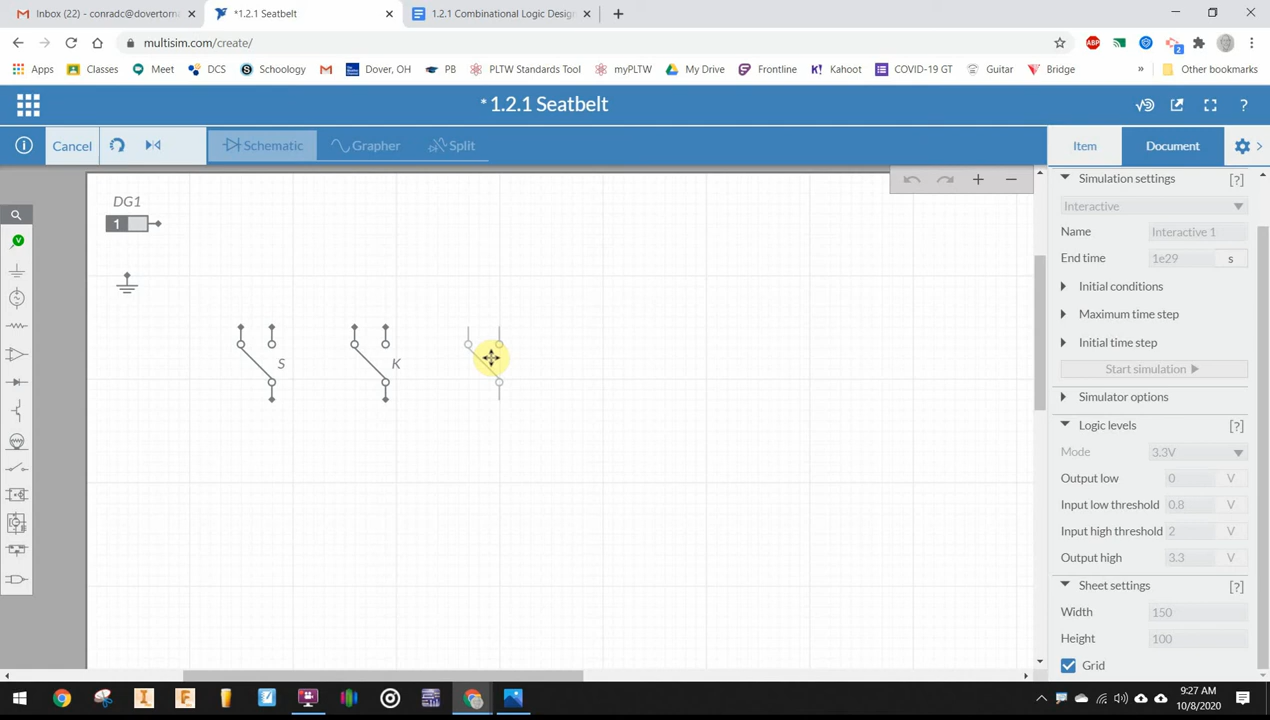 Inbox (22) - conradc@dovertorna
*1.2.1 Seatbelt
1.2.1 Combinational Logic Desig
multisim.com/create/
ABP
2
Apps
Classes
Meet
DCS
Schoology
Dover, OH
PB
PLTW Standards Tool
myPLTW
My Drive
Frontline
Kahoot
COVID-19 GT
Guitar
Bridge
»
Other bookmarks
* 1.2.1 Seatbelt
?
Cancel
Schematic
Grapher
Split
Item
Document
DG1
1
S
K
V
Simulation settings
[?]
Interactive
Name
Interactive 1
End time
1e29
s
Initial conditions
Maximum time step
Initial time step
Start simulation
Simulator options
Logic levels
[?]
Mode
3.3V
Output low
0
V
Input low threshold
0.8
V
Input high threshold
2
V
Output high
3.3
V
Sheet settings
[?]
Width
150
Height
100
Grid
9:27 AM
10/8/2020